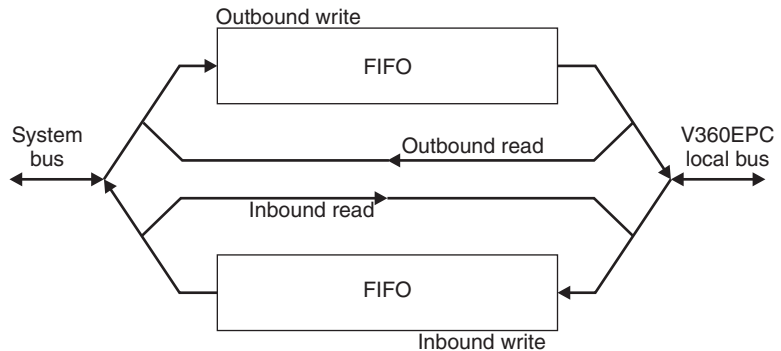 Outbound write
FIFO
System
bus
Outbound read
V360EPC
local bus
Inbound read
FIFO
Inbound write